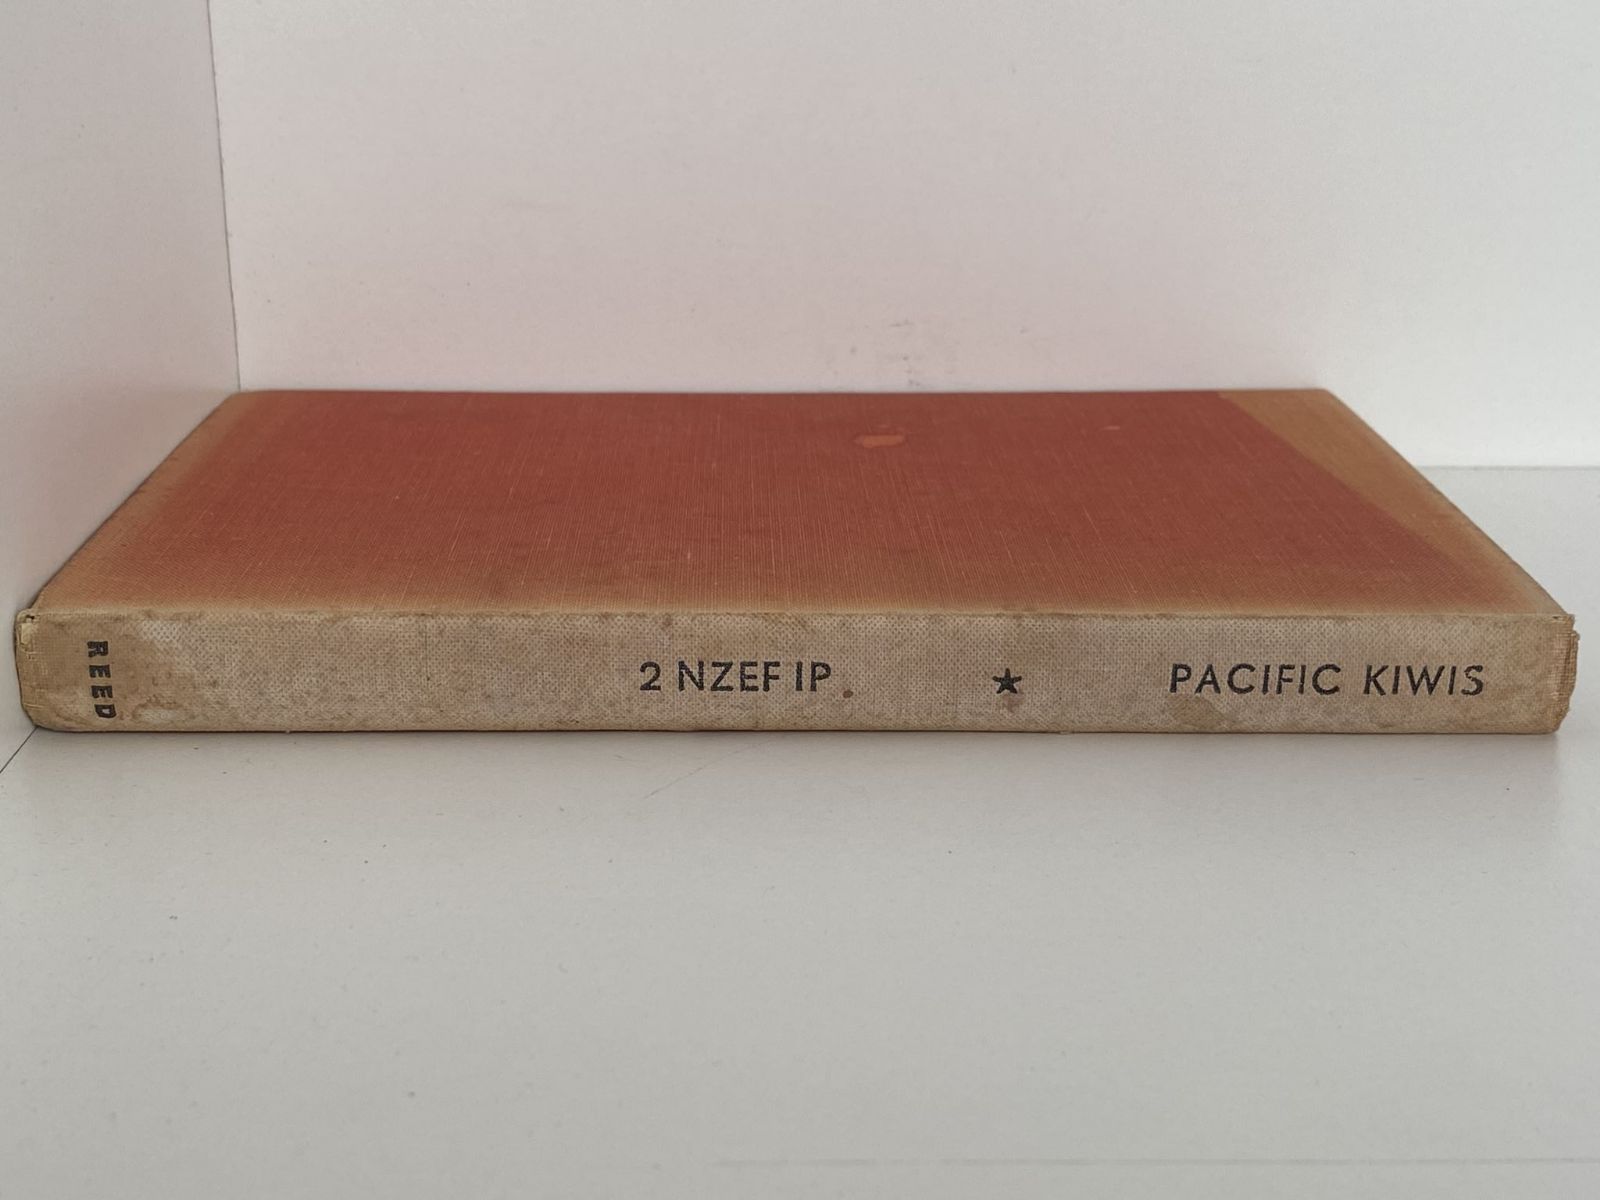 REED
2 NZEF IP ★ PACIFIC KIWIS